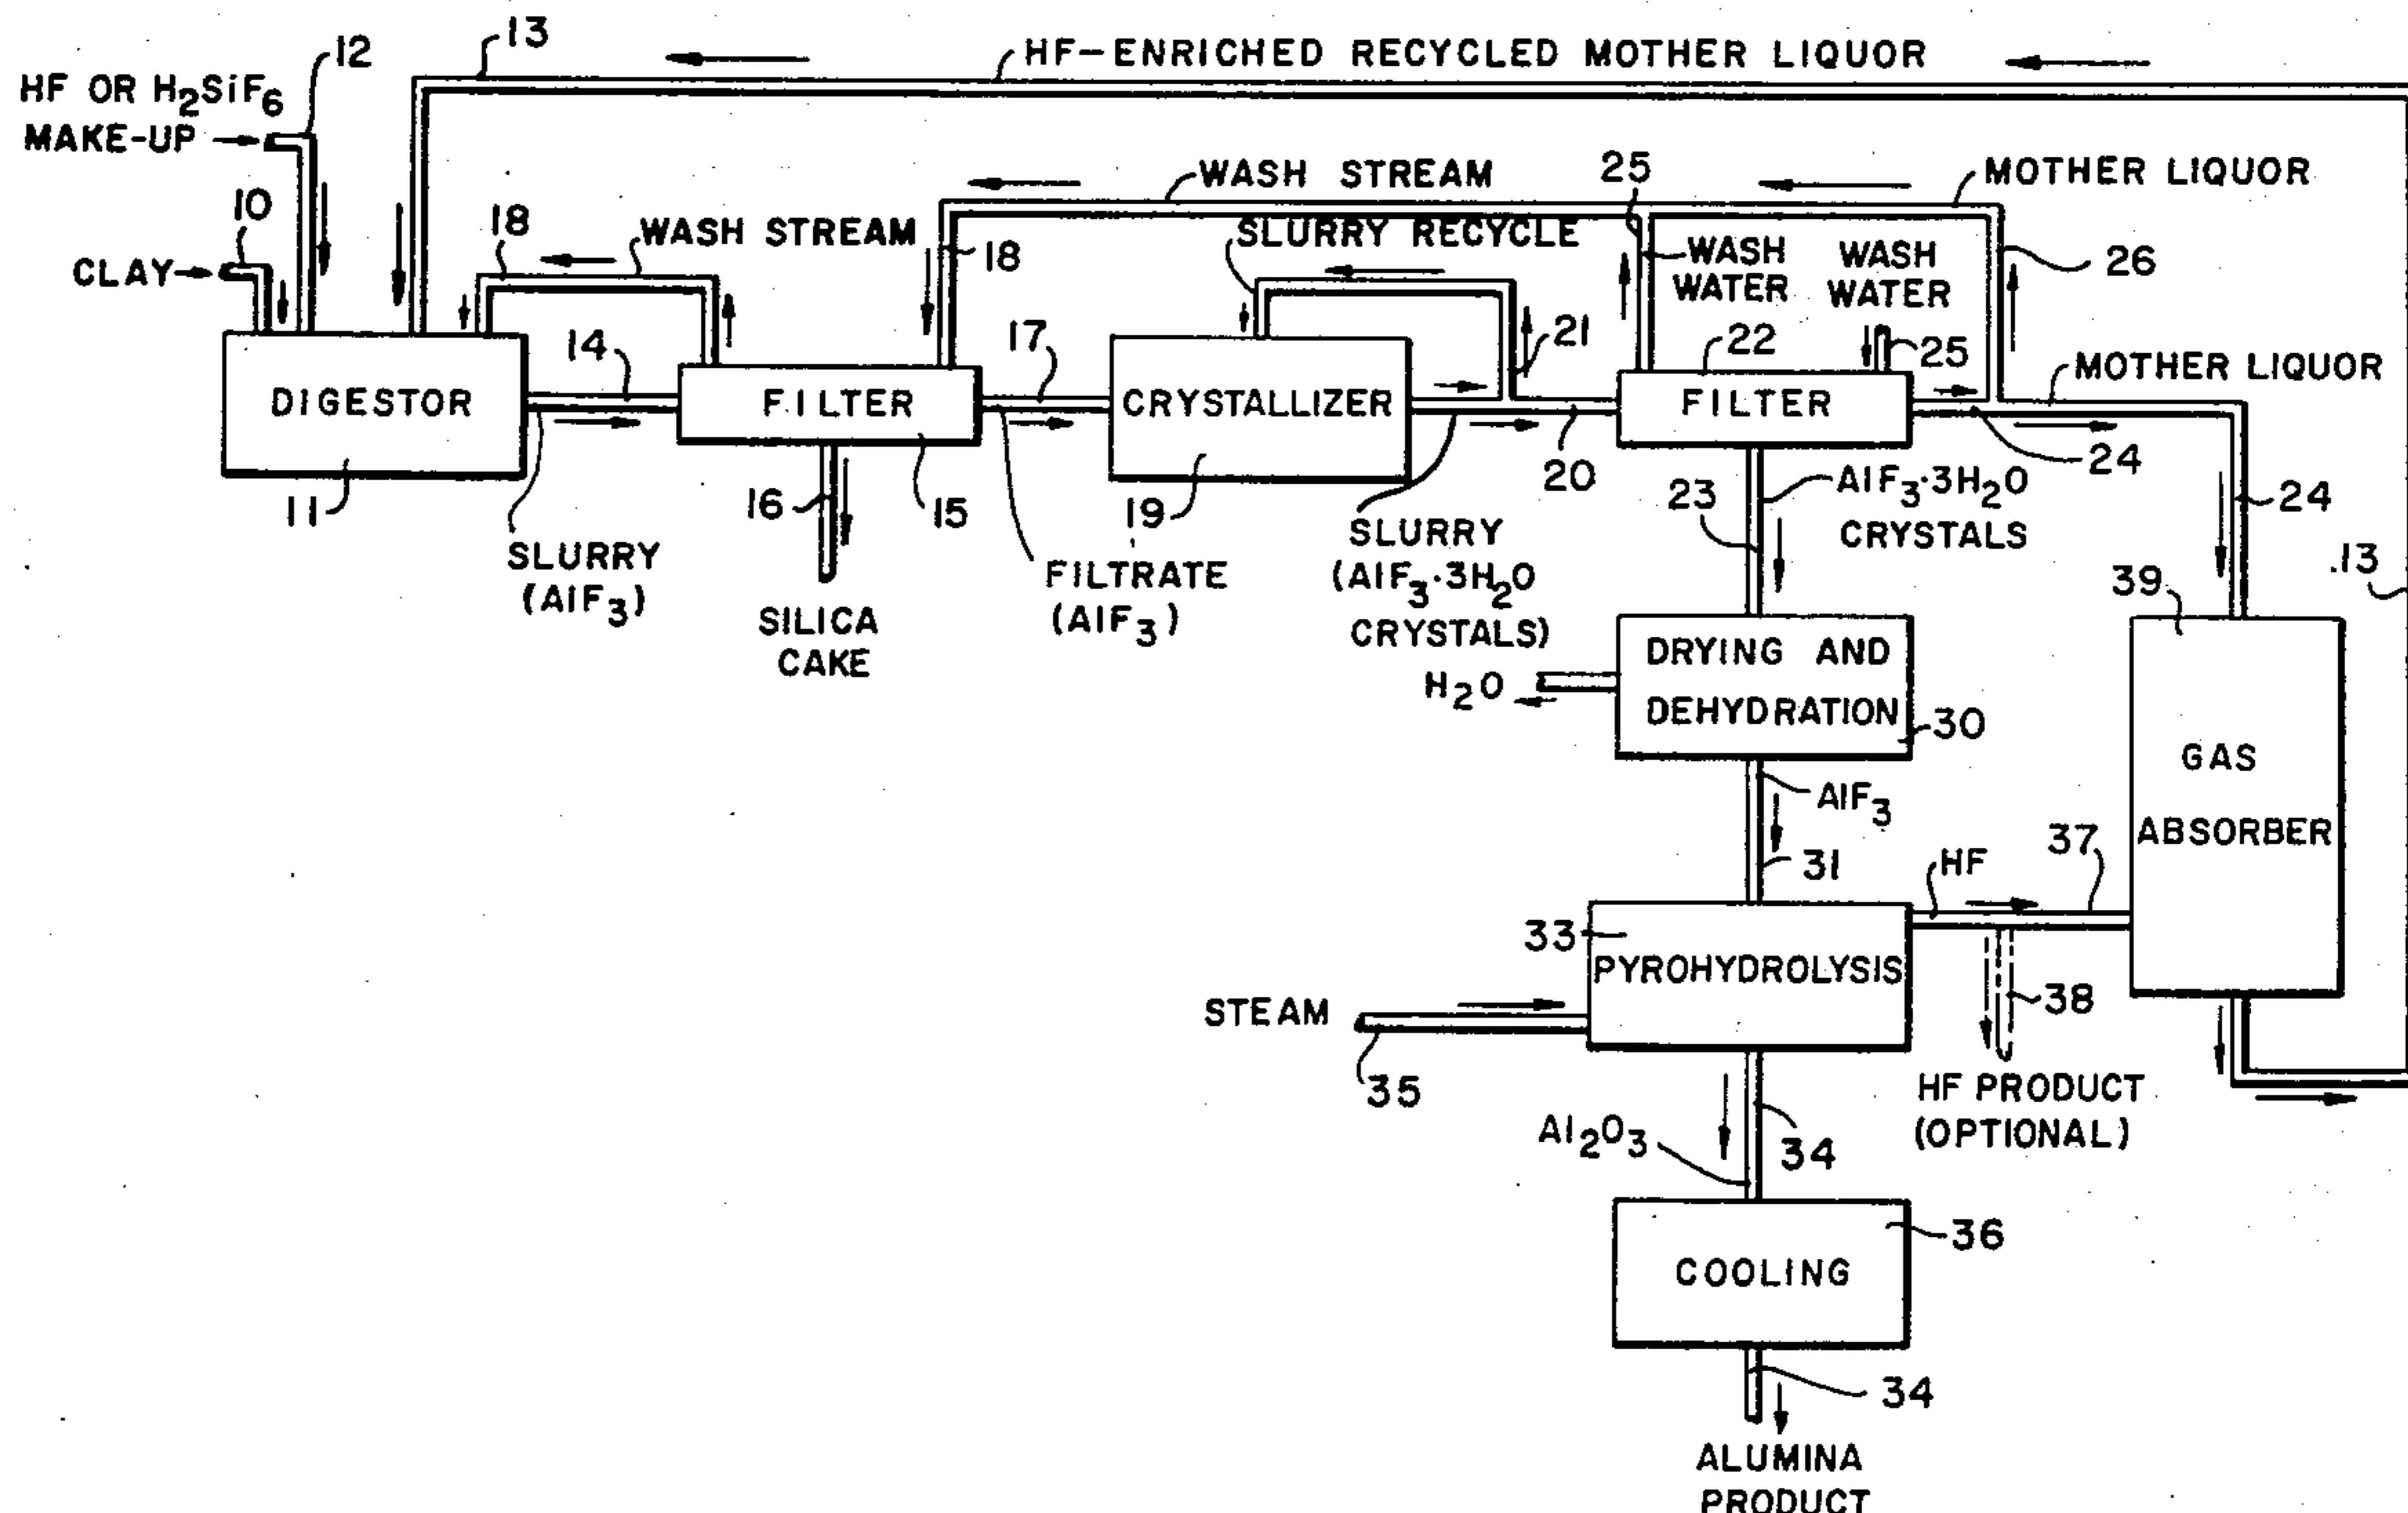 13
HF-ENRICHED RECYCLED MOTHER LIQUOR
12
HF OR H₂SiF₆
MAKE-UP
10
CLAY
18
WASH STREAM
WASH STREAM
18
SLURRY RECYCLE
25
WASH
WATER
WASH
WATER
25
MOTHER LIQUOR
26
MOTHER LIQUOR
DIGESTOR
11
14
SLURRY
(AlF₃)
FILTER
15
16
SILICA
CAKE
17
FILTRATE
(AlF₃)
CRYSTALLIZER
19
21
20
SLURRY
(AlF₃·3H₂O
CRYSTALS)
22
FILTER
24
24
23
AlF₃·3H₂O
CRYSTALS
13
39
GAS
ABSORBER
DRYING AND
DEHYDRATION
30
H₂O
AlF₃
31
33
PYROHYDROLYSIS
HF
37
38
HF PRODUCT
(OPTIONAL)
STEAM
35
34
Al₂O₃
COOLING
36
34
ALUMINA
PRODUCT